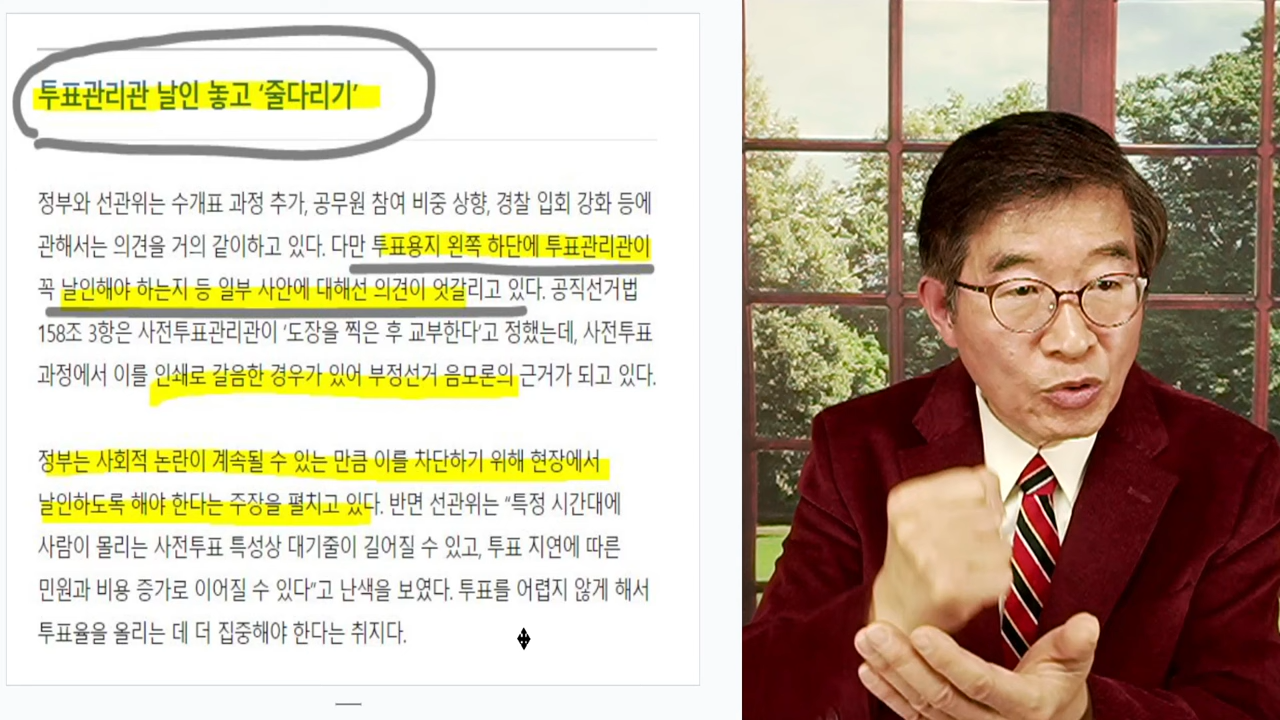 투표관리관 날인 놓고 ‘줄다리기’
정부와 선관위는 수개표 과정 추가, 공무원 참여 비중 상향, 경찰 입회 강화 등에
관해서는 의견을 거의 같이하고 있다. 다만 투표용지 왼쪽 하단에 투표관리관이
꼭 날인해야 하는지 등 일부 사안에 대해선 의견이 엇갈리고 있다. 공직선거법
158조 3항은 사전투표관리관이 ‘도장을 찍은 후 교부한다’고 정했는데, 사전투표
과정에서 이를 인쇄로 갈음한 경우가 있어 부정선거 음모론의 근거가 되고 있다.
정부는 사회적 논란이 계속될 수 있는 만큼 이를 차단하기 위해 현장에서
날인하도록 해야 한다는 주장을 펼치고 있다. 반면 선관위는 “특정 시간대에
사람이 몰리는 사전투표 특성상 대기줄이 길어질 수 있고, 투표 지연에 따른
민원과 비용 증가로 이어질 수 있다”고 난색을 보였다. 투표를 어렵지 않게 해서
투표율을 올리는 데 더 집중해야 한다는 취지다.